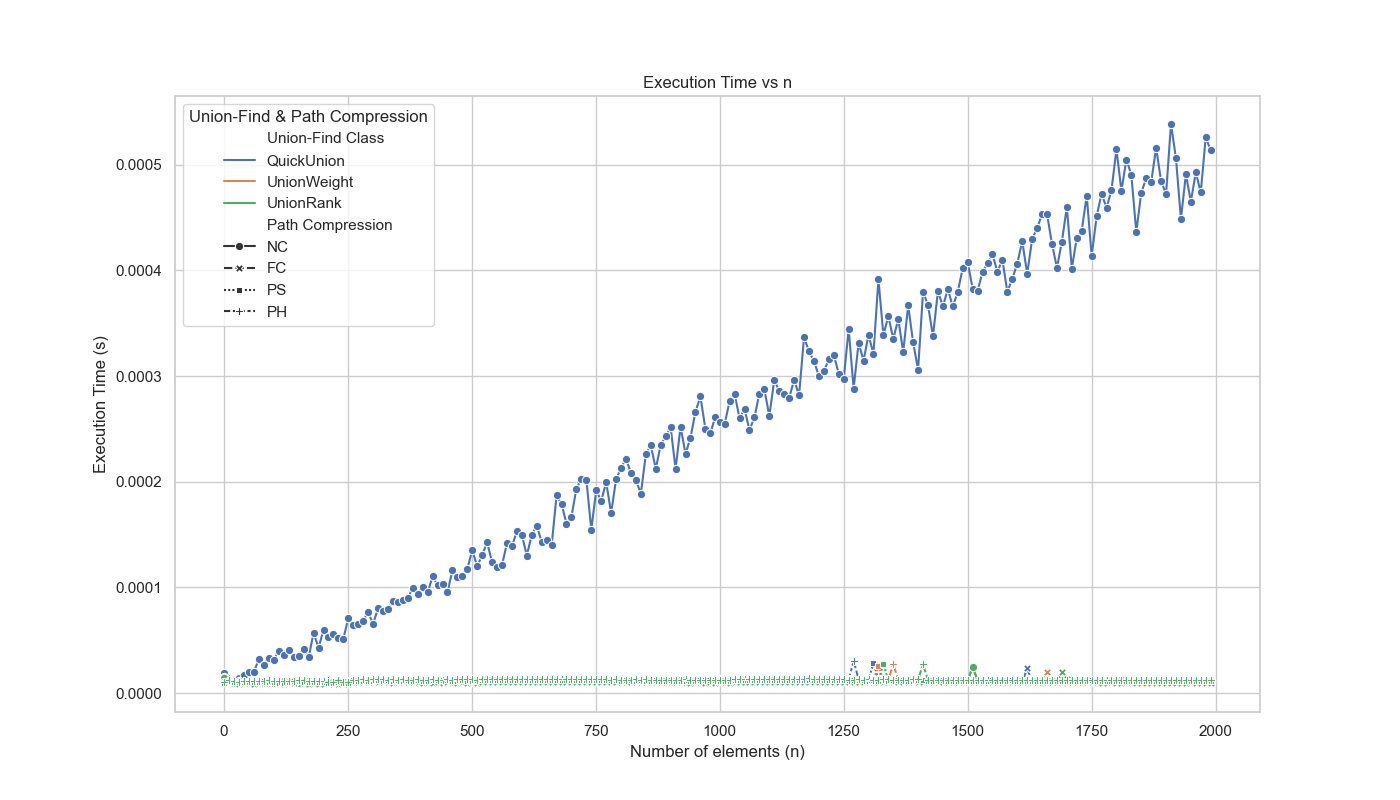 Execution Time vs n
Union-Find & Path Compression
Union-Find Class
QuickUnion
UnionWeight
UnionRank
Path Compression
NC
FC
PS
PH
Execution Time (s)
0.0005
0.0004
0.0003
0.0002
0.0001
0.0000
0 250 500 750 1000 1250 1500 1750 2000
Number of elements (n)